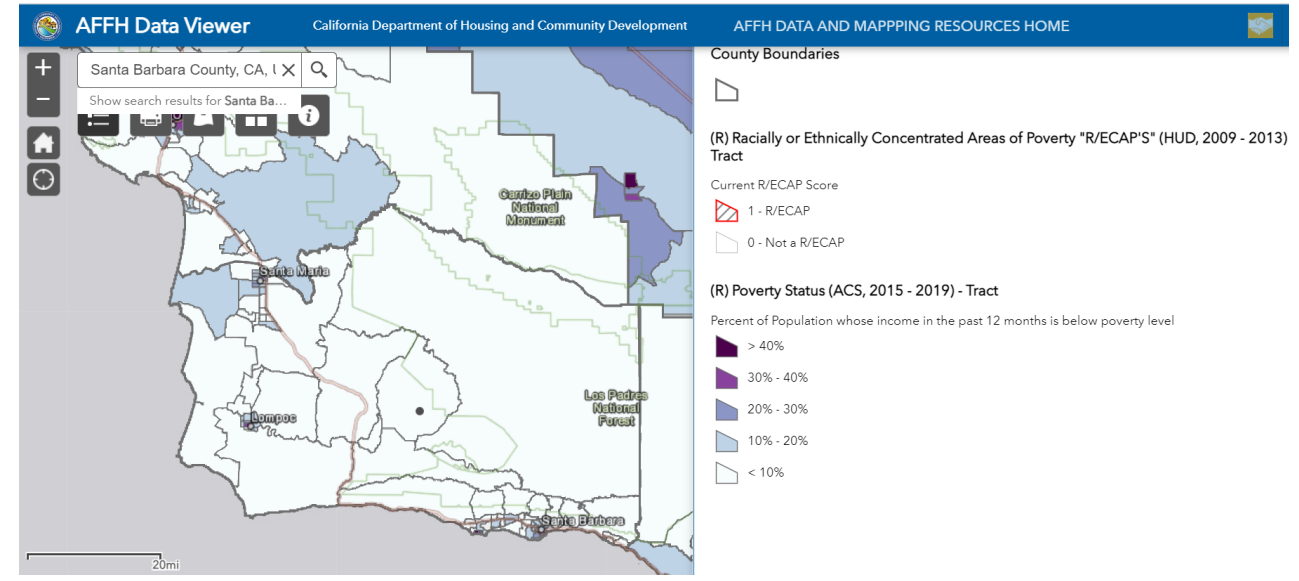 AFFH Data Viewer
California Department of Housing and Community Development
AFFH DATA AND MAPPPING RESOURCES HOME
+
Santa Barbara County, CA, U
−
Show search results for Santa Ba...
Carrizo Plain
National
Monument
Santa Maria
Los Padres
National
Forest
Lompoc
Santa Barbara
20mi
County Boundaries
(R) Racially or Ethnically Concentrated Areas of Poverty "R/ECAP'S" (HUD, 2009 - 2013)
Tract
Current R/ECAP Score
1 - R/ECAP
0 - Not a R/ECAP
(R) Poverty Status (ACS, 2015 - 2019) - Tract
Percent of Population whose income in the past 12 months is below poverty level
> 40%
30% - 40%
20% - 30%
10% - 20%
< 10%